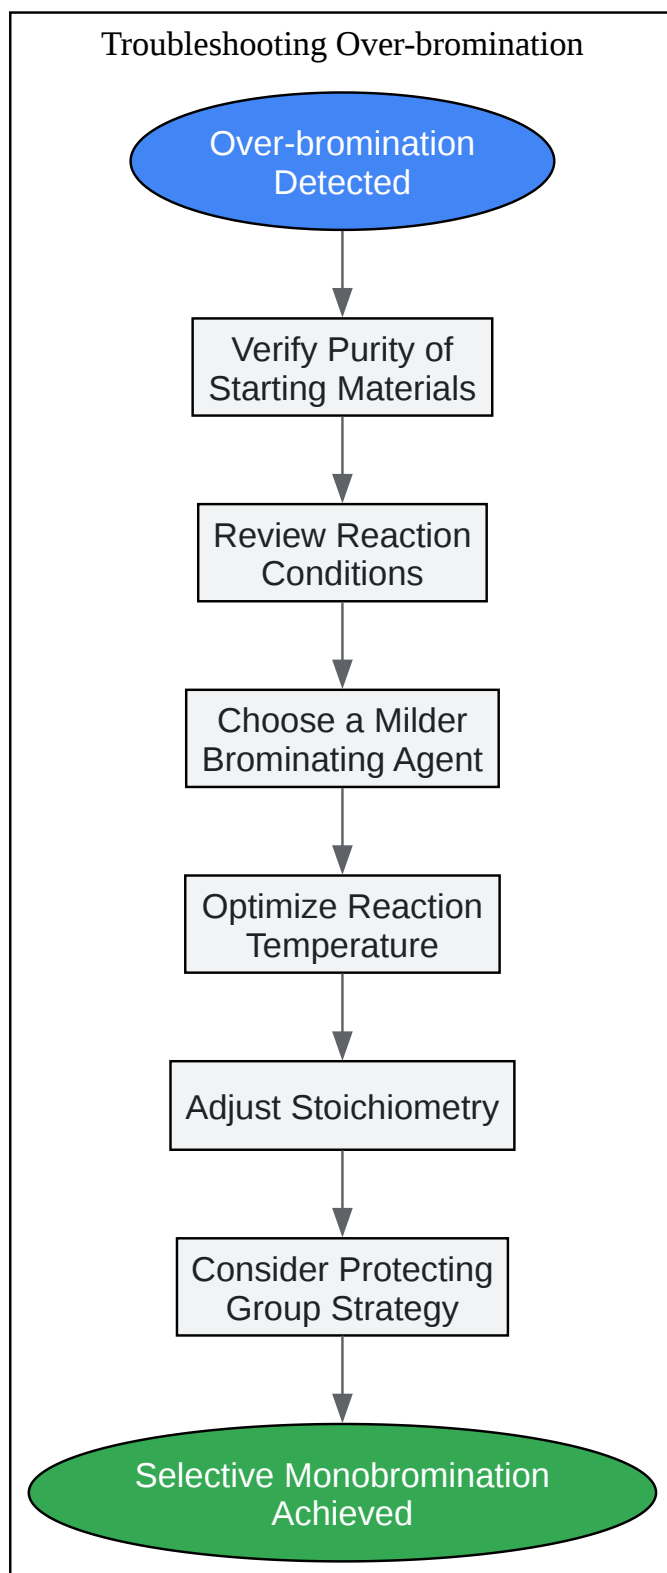 Troubleshooting Over-bromination
Over-bromination
Detected
Verify Purity of
Starting Materials
Review Reaction
Conditions
Choose a Milder
Brominating Agent
Optimize Reaction
Temperature
Adjust Stoichiometry
Consider Protecting
Group Strategy
Selective Monobromination
Achieved